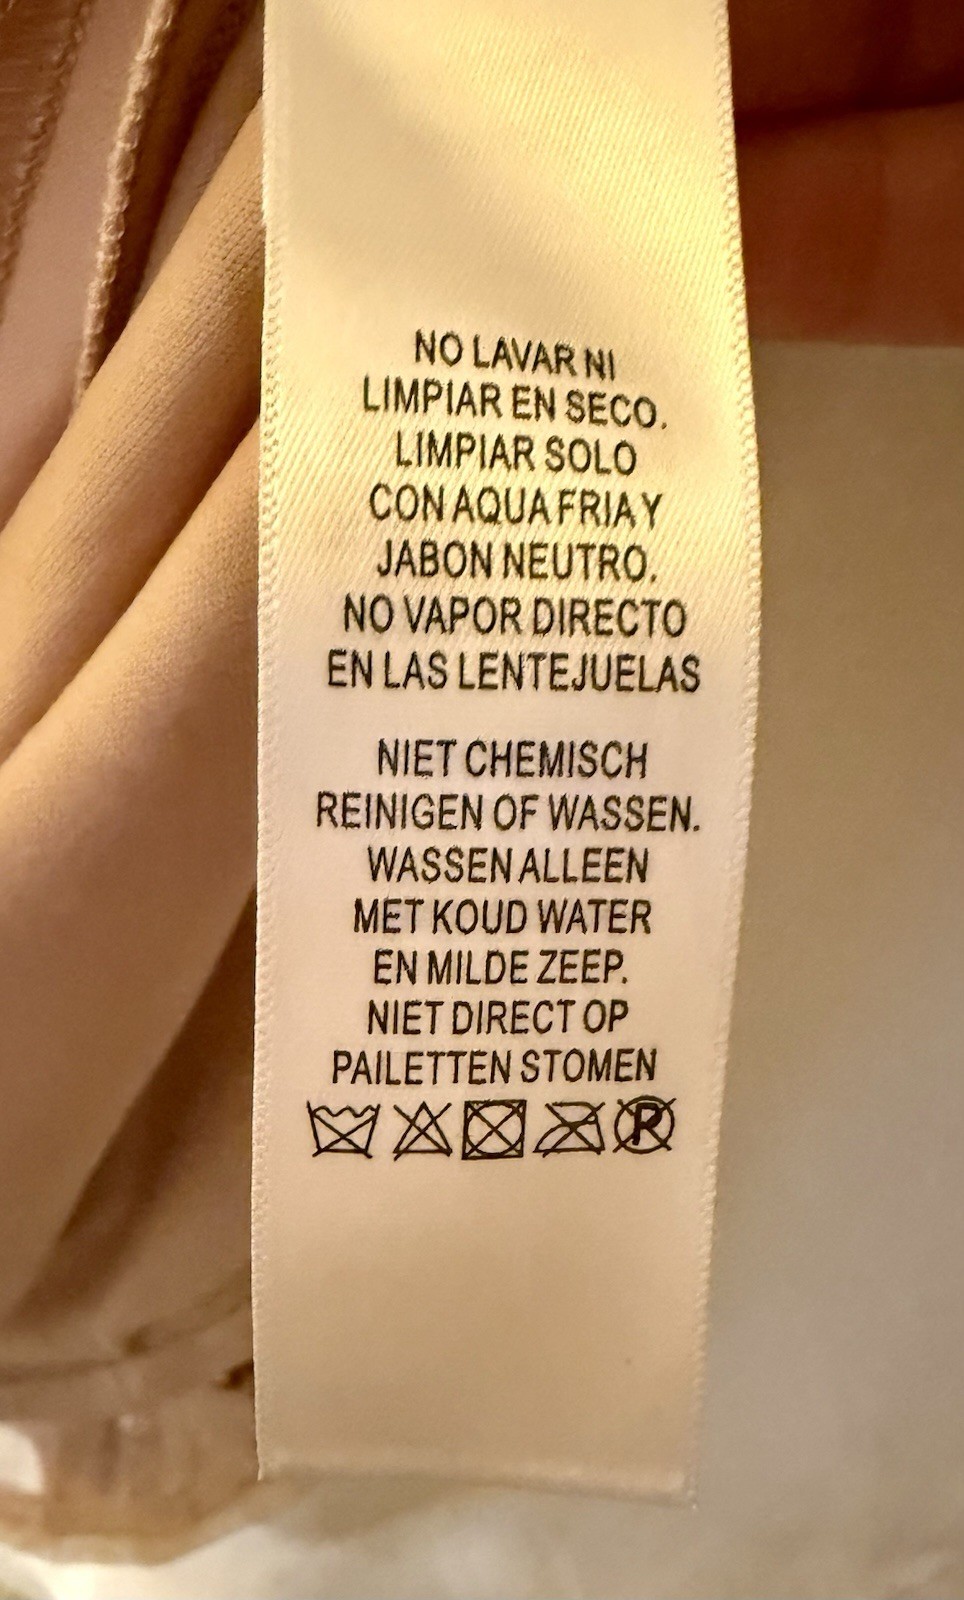 NO LAVAR NI
LIMPIAR EN SECO.
LIMPIAR SOLO
CON AQUA FRIA Y
JABON NEUTRO.
NO VAPOR DIRECTO
EN LAS LENTEJUELAS
NIET CHEMISCH
REINIGEN OF WASSEN.
WASSEN ALLEEN
MET KOUD WATER
EN MILDE ZEEP.
NIET DIRECT OP
PAILETTEN STOMEN
R